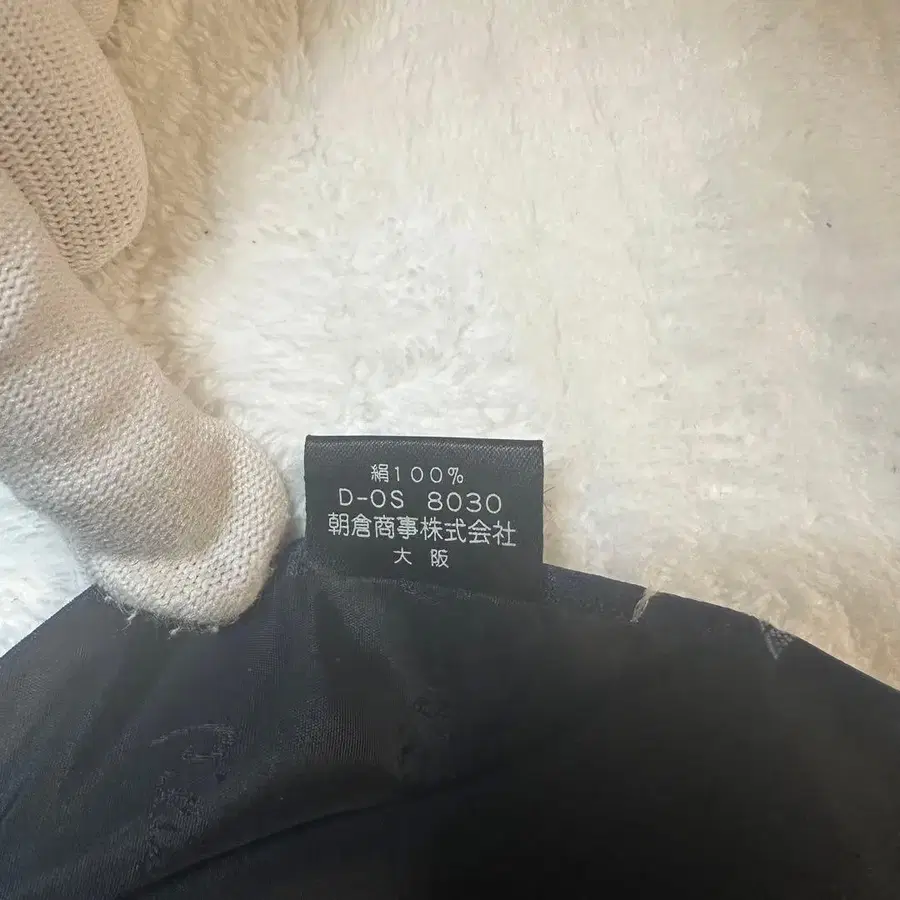 絹100%
D-OS 8030
朝倉商事株式会社
大 阪